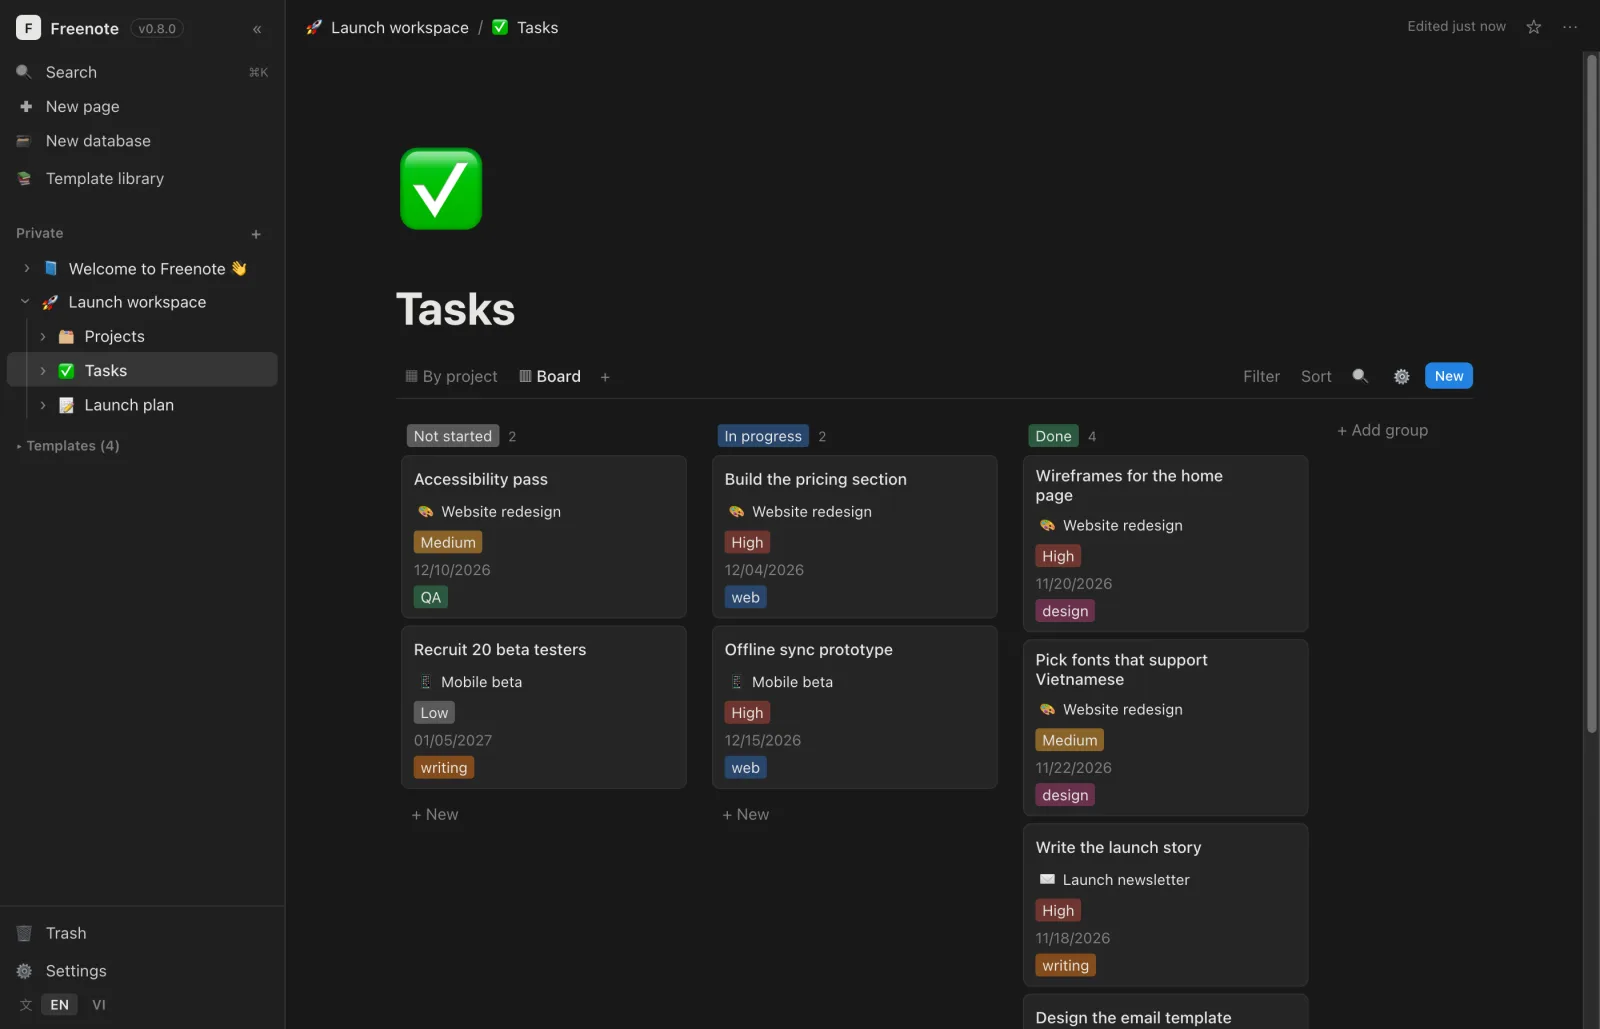 F Freenote v0.8.0 «
Search ⌘K
New page
New database
Template library
Private +
Welcome to Freenote 👋
Launch workspace
Projects
Tasks
Launch plan
Templates (4)
Trash
Settings
文 EN VI
🚀 Launch workspace / ✅ Tasks
Edited just now
Tasks
By project Board +
Filter Sort New
Not started 2
Accessibility pass
Website redesign
Medium
12/10/2026
QA
Recruit 20 beta testers
Mobile beta
Low
01/05/2027
writing
+ New
In progress 2
Build the pricing section
Website redesign
High
12/04/2026
web
Offline sync prototype
Mobile beta
High
12/15/2026
web
+ New
Done 4
Wireframes for the home
page
Website redesign
High
11/20/2026
design
Pick fonts that support
Vietnamese
Website redesign
Medium
11/22/2026
design
Write the launch story
Launch newsletter
High
11/18/2026
writing
Design the email template
+ Add group